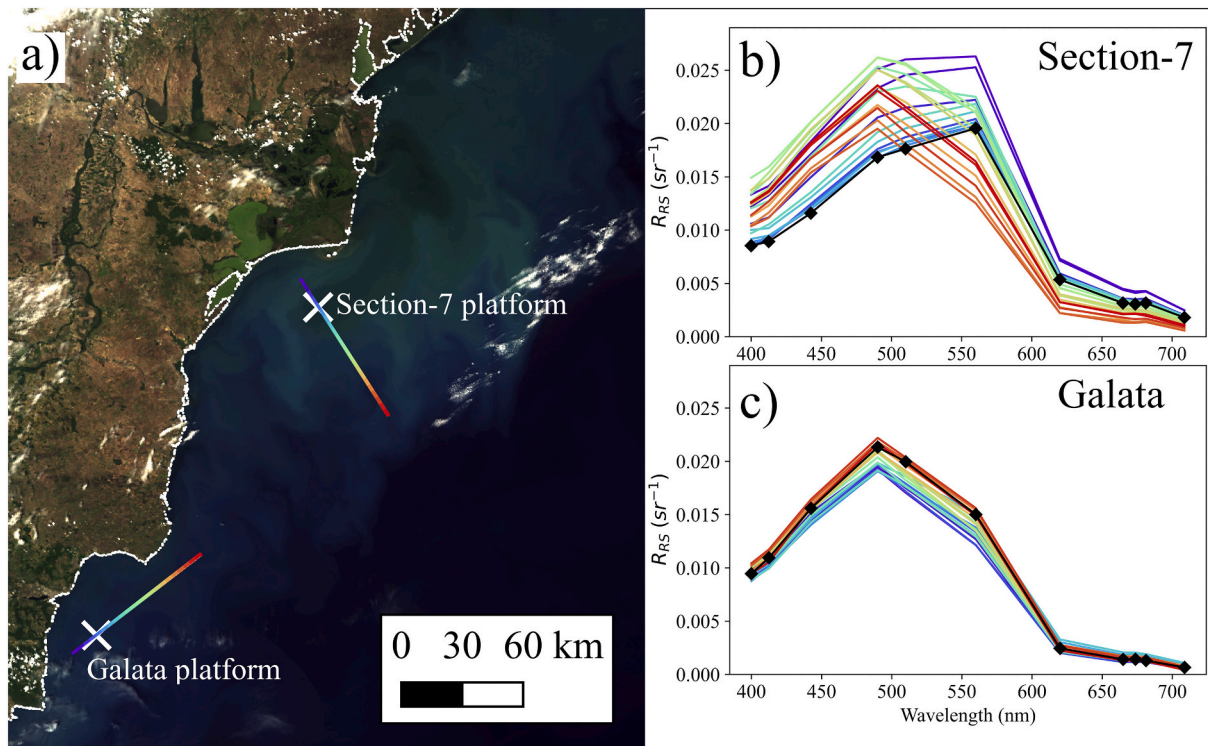 a)
Section-7 platform
Galata platform
0 30 60 km
b)
Section-7
0.025
0.020
0.015
0.010
0.005
0.000
R_RS (sr⁻¹)
400 450 500 550 600 650 700
c)
Galata
0.025
0.020
0.015
0.010
0.005
0.000
R_RS (sr⁻¹)
400 450 500 550 600 650 700
Wavelength (nm)